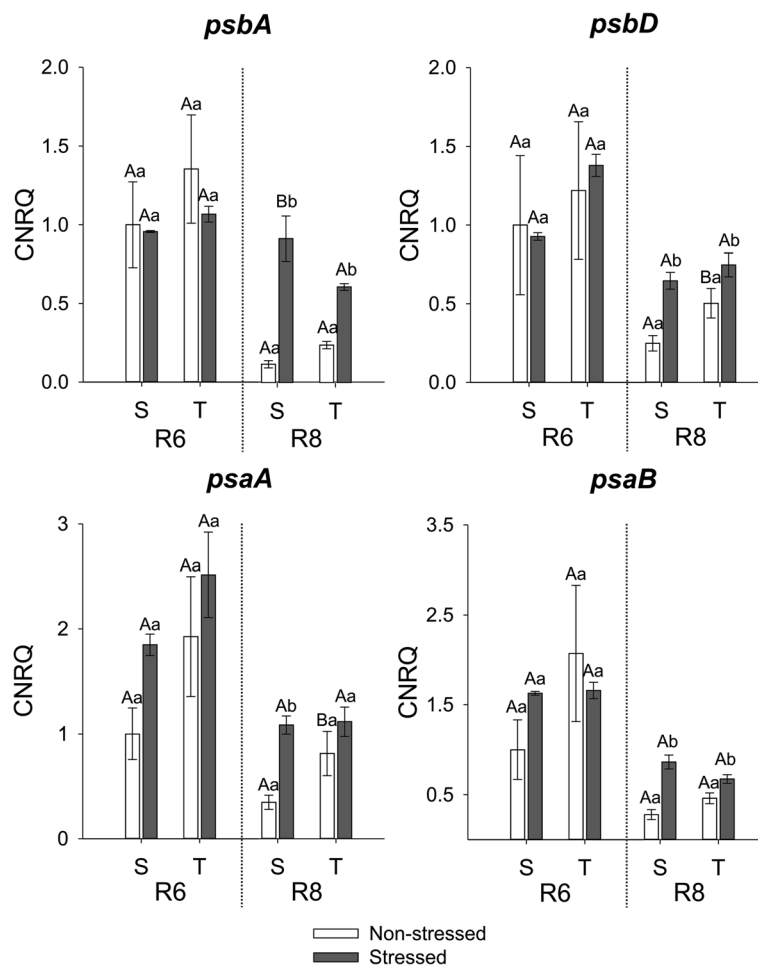 psbA
psbD
2.0
1.5
1.0
0.5
0.0
CNRQ
Aa
Aa
Aa
Aa
Aa
Bb
Aa
Ab
S
T
S
T
R6
R8
2.0
1.5
1.0
0.5
0.0
CNRQ
Aa
Aa
Aa
Aa
Aa
Ab
Ba
Ab
S
T
S
T
R6
R8
psaA
psaB
3
2
1
0
CNRQ
Aa
Aa
Aa
Aa
Aa
Ab
Ba
Aa
S
T
S
T
R6
R8
3.5
2.5
1.5
0.5
CNRQ
Aa
Aa
Aa
Aa
Aa
Ab
Aa
Ab
S
T
S
T
R6
R8
Non-stressed
Stressed